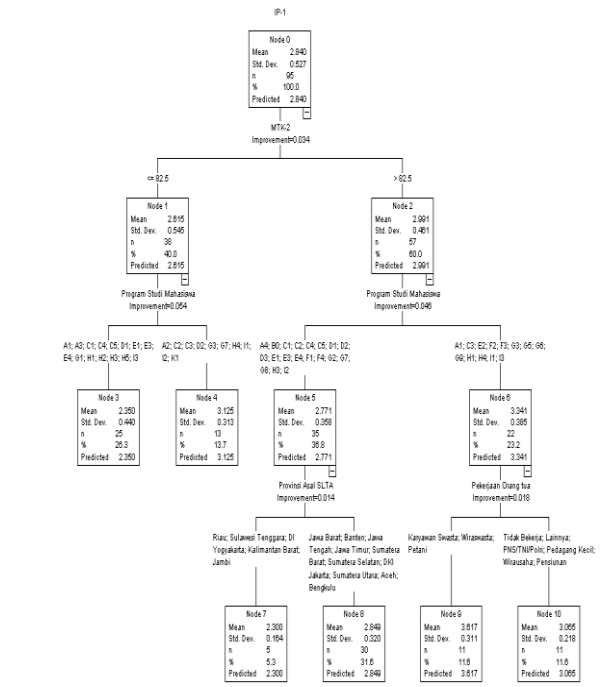 IP-1
Node 0
Mean 2.840
Std. Dev. 0.527
n 95
% 100.0
Predicted 2.840
MTK-2
Improvement=0.034
<= 82.5
> 82.5
Node 1
Mean 2.615
Std. Dev. 0.545
n 38
% 40.0
Predicted 2.615
Node 2
Mean 2.991
Std. Dev. 0.461
n 57
% 60.0
Predicted 2.991
Program Studi Mahasiswa
Improvement=0.054
Program Studi Mahasiswa
Improvement=0.046
A1; A3; C1; C4; C5; D1; E1; E3;
E4; G1; H1; H2; H3; H5; I3
A2; C2; C3; D2; G3; G7; H4; I1;
I2; K1
A4; B0; C1; C2; C4; C5; D1; D2;
D3; E1; E3; E4; F1; F4; G2; G7;
G8; H3; I2
A1; C3; E2; F2; F3; G3; G5; G6;
G9; H1; H4; I1; I3
Node 3
Mean 2.350
Std. Dev. 0.440
n 25
% 26.3
Predicted 2.350
Node 4
Mean 3.125
Std. Dev. 0.313
n 13
% 13.7
Predicted 3.125
Node 5
Mean 2.771
Std. Dev. 0.358
n 35
% 36.8
Predicted 2.771
Node 6
Mean 3.341
Std. Dev. 0.385
n 22
% 23.2
Predicted 3.341
Provinsi Asal SLTA
Improvement=0.014
Pekerjaan Orang tua
Improvement=0.018
Riau; Sulawesi Tenggara; DI
Yogyakarta; Kalimantan Barat;
Jambi
Jawa Barat; Banten; Jawa
Tengah; Jawa Timur; Sumatera
Barat; Sumatera Selatan; DKI
Jakarta; Sumatera Utara; Aceh;
Bengkulu
Karyawan Swasta; Wiraswasta;
Petani
Tidak Bekerja; Lainnya;
PNS/TNI/Polri; Pedagang Kecil;
Wirausaha; Pensiunan
Node 7
Mean 2.300
Std. Dev. 0.164
n 5
% 5.3
Predicted 2.300
Node 8
Mean 2.849
Std. Dev. 0.320
n 30
% 31.6
Predicted 2.849
Node 9
Mean 3.617
Std. Dev. 0.311
n 11
% 11.6
Predicted 3.617
Node 10
Mean 3.065
Std. Dev. 0.218
n 11
% 11.6
Predicted 3.065